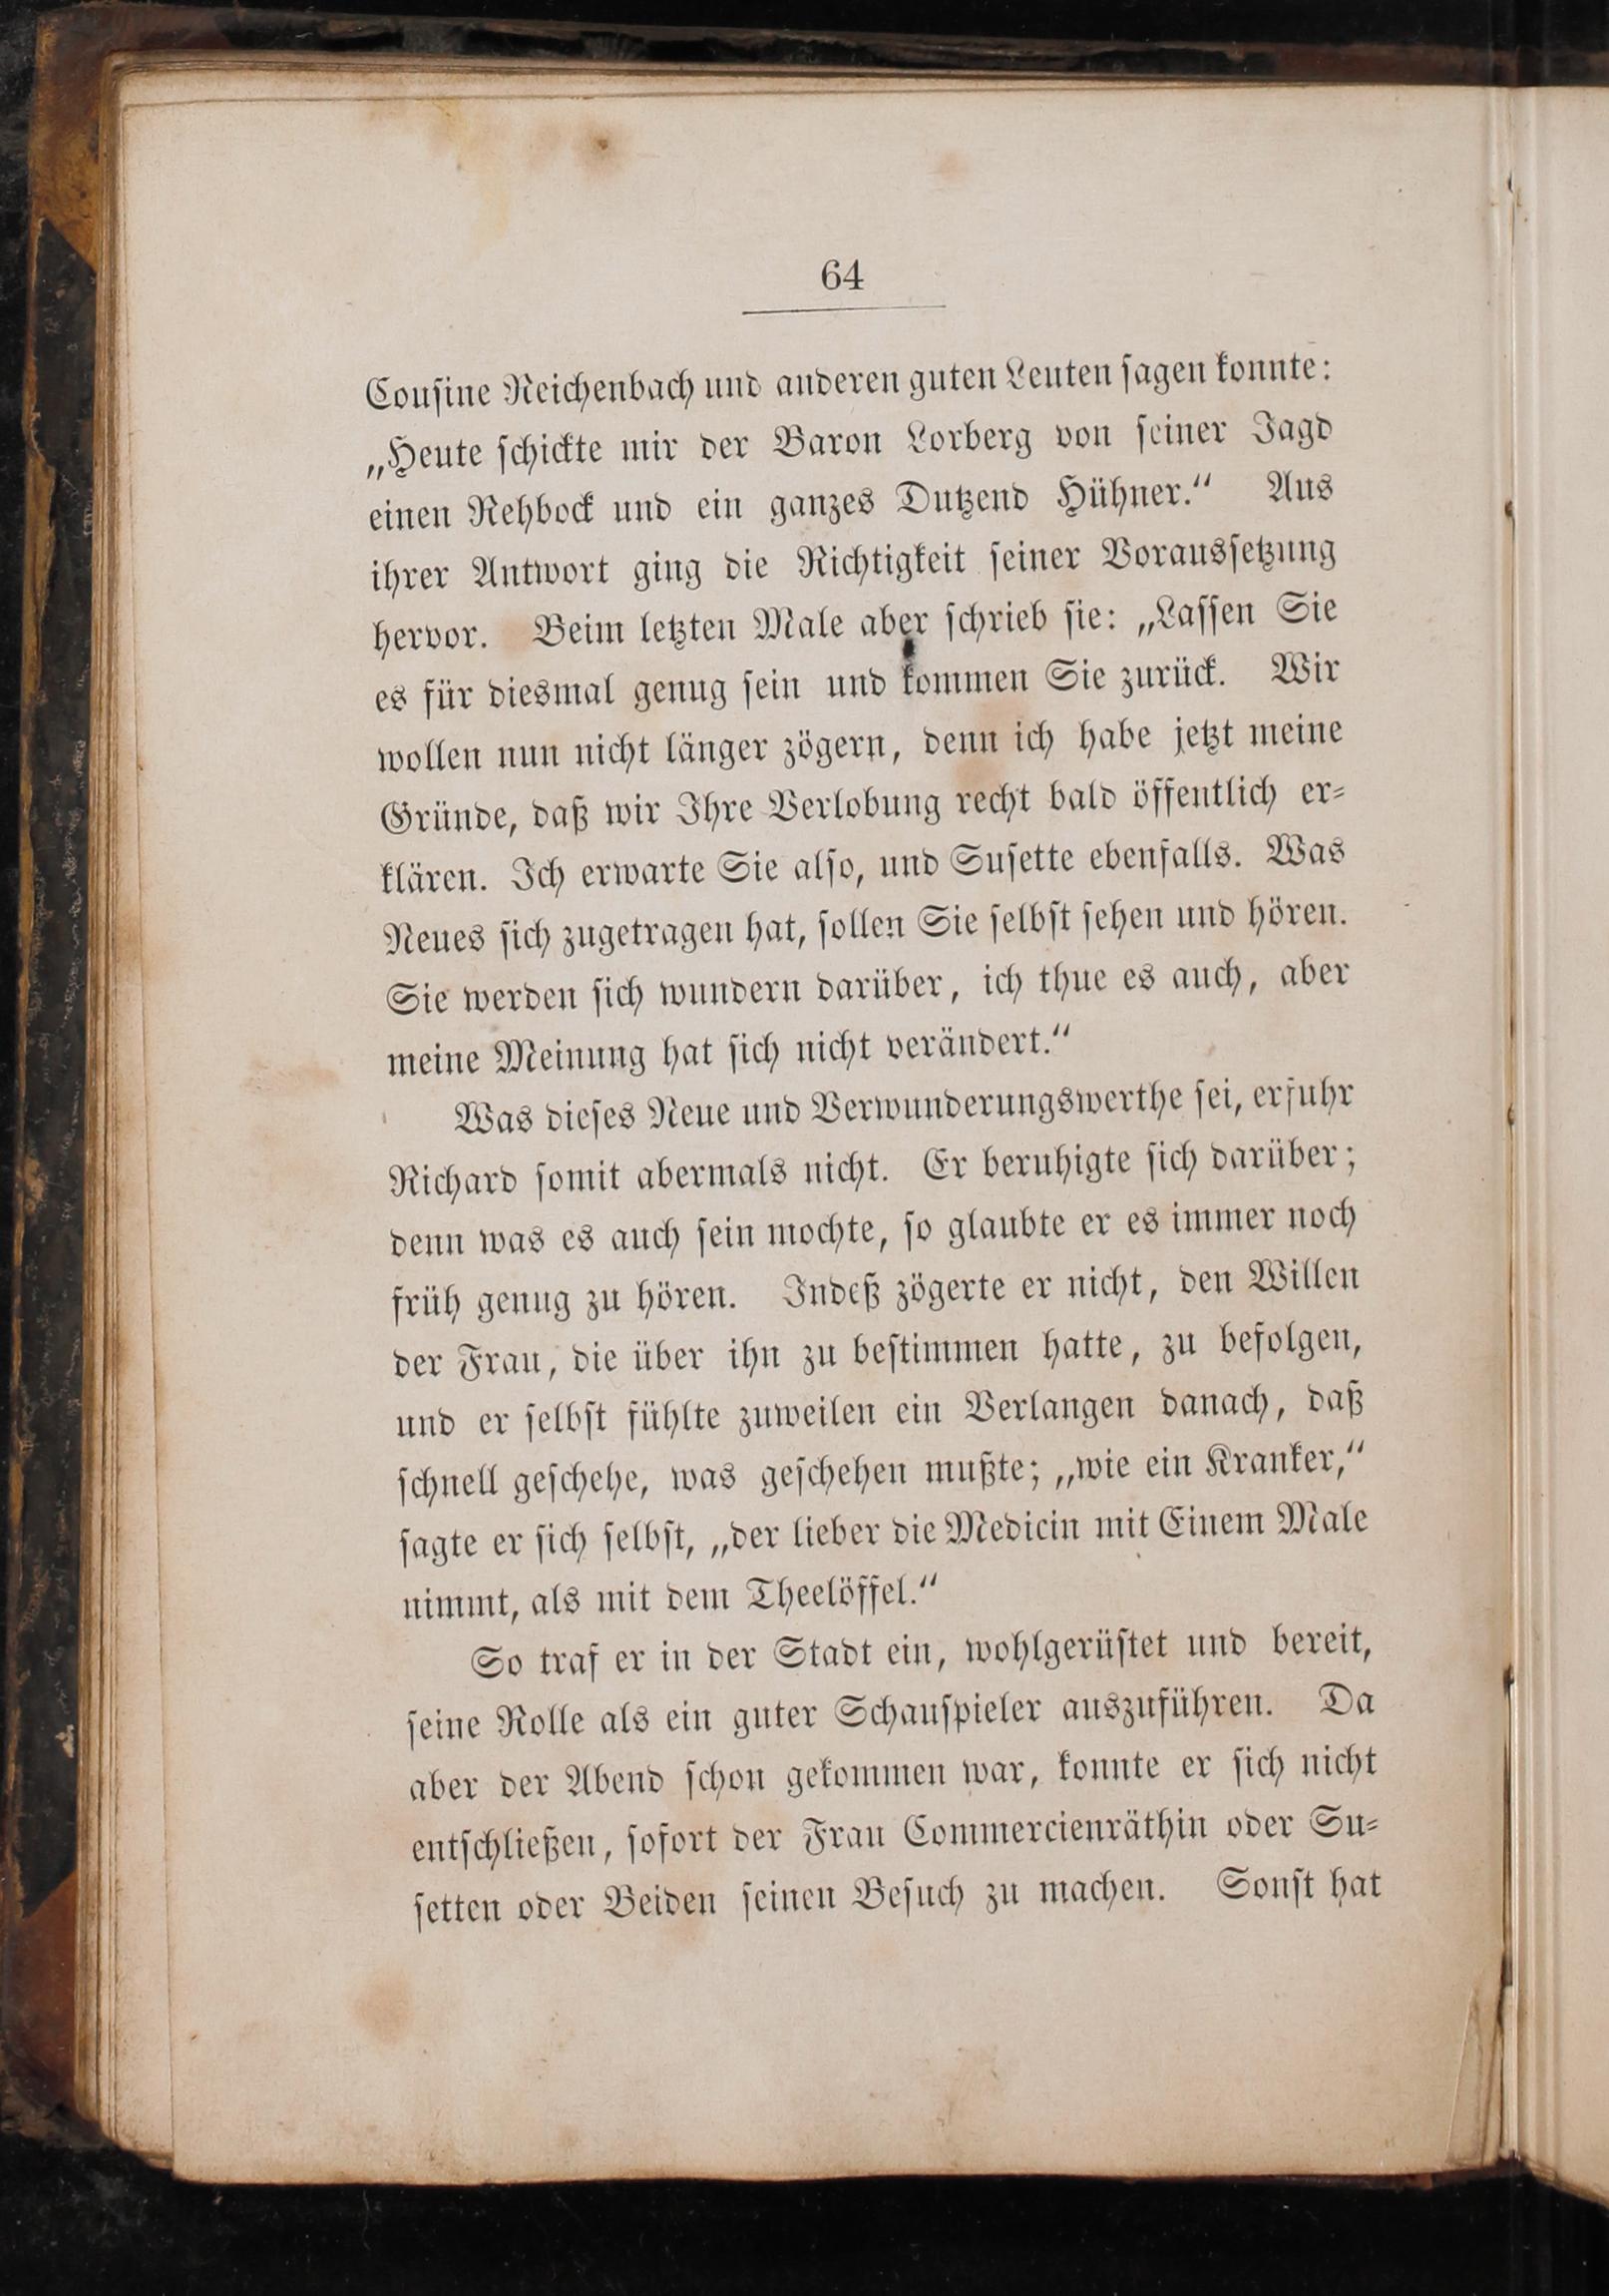 64
Cousine Reichenbach und anderen guten Leuten sagen konnte:
„Heute schickte mir der Baron Lorberg von seiner Jagd
einen Rehbock und ein ganzes Dutzend Hühner.“ Aus
ihrer Antwort ging die Richtigkeit seiner Voraussetzung
hervor. Beim letzten Male aber schrieb sie: „Lassen Sie
es für diesmal genug sein und kommen Sie zurück. Wir
wollen nun nicht länger zögern, denn ich habe jetzt meine
Gründe, daß wir Ihre Verlobung recht bald öffentlich er-
klären. Ich erwarte Sie also, und Susette ebenfalls. Was
Neues sich zugetragen hat, sollen Sie selbst sehen und hören.
Sie werden sich wundern darüber, ich thue es auch, aber
meine Meinung hat sich nicht verändert.“
Was dieses Neue und Verwunderungswerthe sei, erfuhr
Richard somit abermals nicht. Er beruhigte sich darüber;
denn was es auch sein mochte, so glaubte er es immer noch
früh genug zu hören. Indeß zögerte er nicht, den Willen
der Frau, die über ihn zu bestimmen hatte, zu befolgen,
und er selbst fühlte zuweilen ein Verlangen danach, daß
schnell geschehe, was geschehen mußte; „wie ein Kranker,“
sagte er sich selbst, „der lieber die Medicin mit Einem Male
nimmt, als mit dem Theelöffel.“
So traf er in der Stadt ein, wohlgerüstet und bereit,
seine Rolle als ein guter Schauspieler auszuführen. Da
aber der Abend schon gekommen war, konnte er sich nicht
entschließen, sofort der Frau Commercienräthin oder Su-
setten oder Beiden seinen Besuch zu machen. Sonst hat